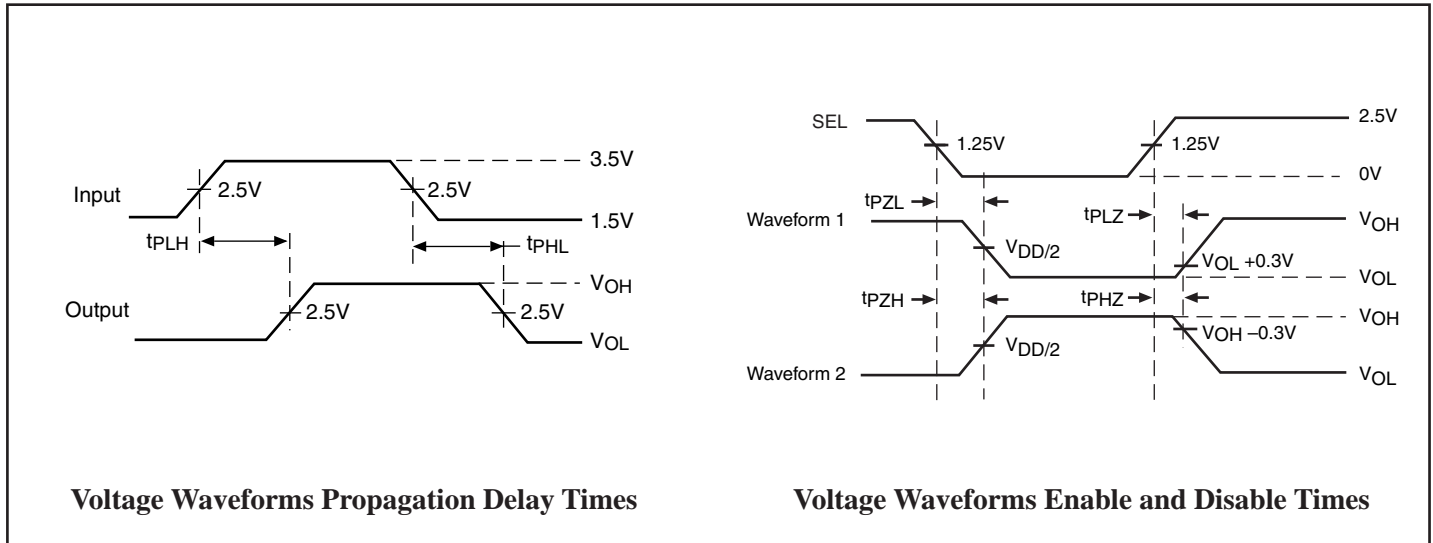 3.5V
Input
2.5V
2.5V
1.5V
tPLH
tPHL
VOH
Output
2.5V
2.5V
VOL
Voltage Waveforms Propagation Delay Times
SEL
2.5V
1.25V
1.25V
0V
tPZL
tPLZ
Waveform 1
VOH
VDD/2
VOL +0.3V
VOL
tPZH
tPHZ
VOH
VOH –0.3V
VDD/2
Waveform 2
VOL
Voltage Waveforms Enable and Disable Times